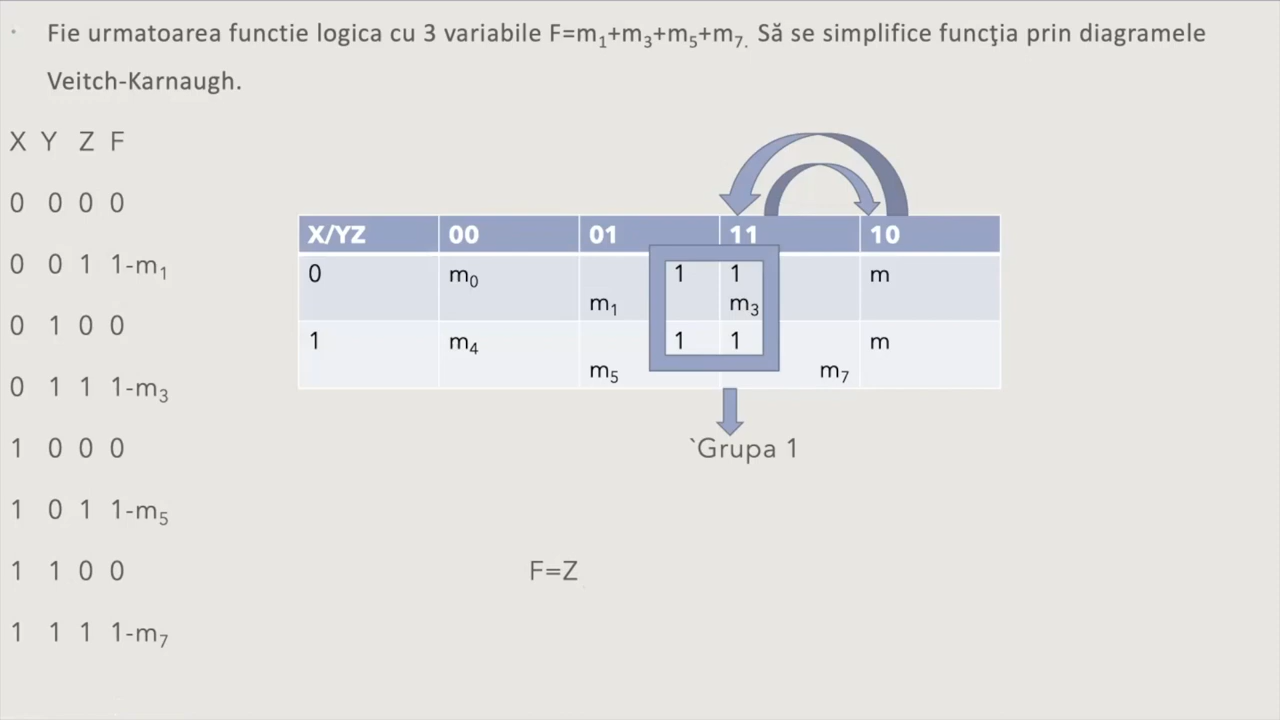 Fie urmatoarea functie logica cu 3 variabile F=m₁+m₃+m₅+m₇. Să se simplifice funcţia prin diagramele
Veitch-Karnaugh.
X Y Z F
0 0 0 0
0 0 1 1-m₁
0 1 0 0
0 1 1 1-m₃
1 0 0 0
1 0 1 1-m₅
1 1 0 0
1 1 1 1-m₇
X/YZ 00 01 11 10
0 m₀ 1 1 m
m₁ m₃
1 m₄ 1 1 m
m₅ m₇
`Grupa 1
F=Z